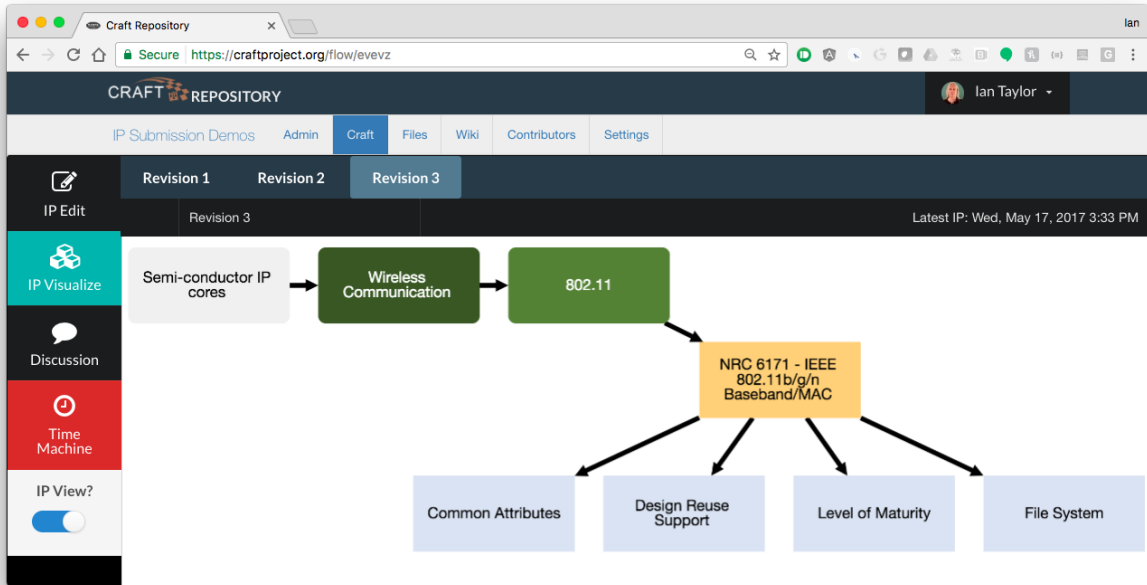 Craft Repository
Ian
Secure
https://craftproject.org/flow/evevz
CRAFT REPOSITORY
Ian Taylor
IP Submission Demos
Admin
Craft
Files
Wiki
Contributors
Settings
IP Edit
IP Visualize
Discussion
Time
Machine
IP View?
Revision 1
Revision 2
Revision 3
Revision 3
Latest IP: Wed, May 17, 2017 3:33 PM
Semi-conductor IP
cores
Wireless
Communication
802.11
NRC 6171 - IEEE
802.11b/g/n
Baseband/MAC
Common Attributes
Design Reuse
Support
Level of Maturity
File System